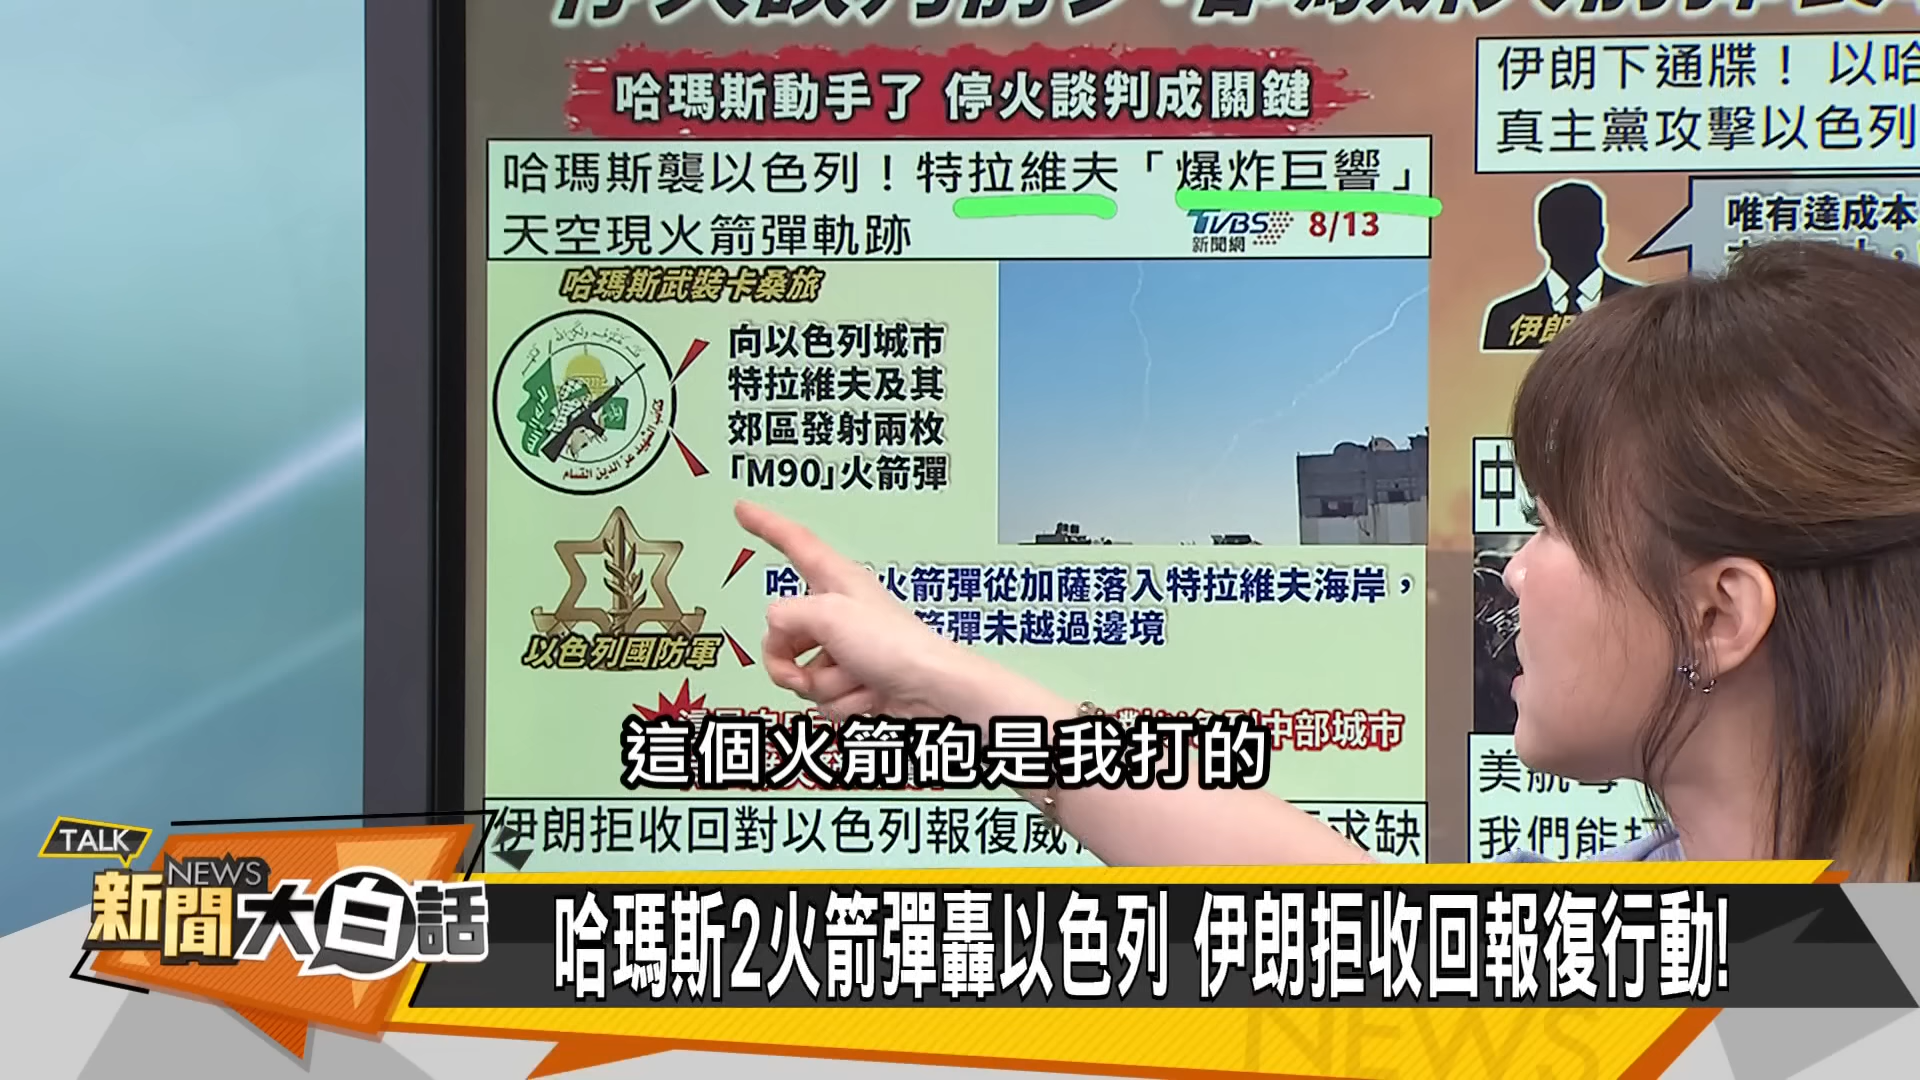 哈瑪斯動手了 停火談判成關鍵
哈瑪斯襲以色列！特拉維夫「爆炸巨響」
天空現火箭彈軌跡
TVBS
新聞網
8/13
哈瑪斯武裝卡桑旅
向以色列城市
特拉維夫及其
郊區發射兩枚
「M90」火箭彈
以色列國防軍
火箭彈從加薩落入特拉維夫海岸，
箭彈未越過邊境
中部城市
這個火箭砲是我打的
伊朗拒收回對以色列報復威
求缺
伊朗下通牒！ 以哈
真主黨攻擊以色列
唯有達成本
伊朗
中
美航母
我們能打
TALK
NEWS
新聞大白話
哈瑪斯2火箭彈轟以色列 伊朗拒收回報復行動!
NEWS